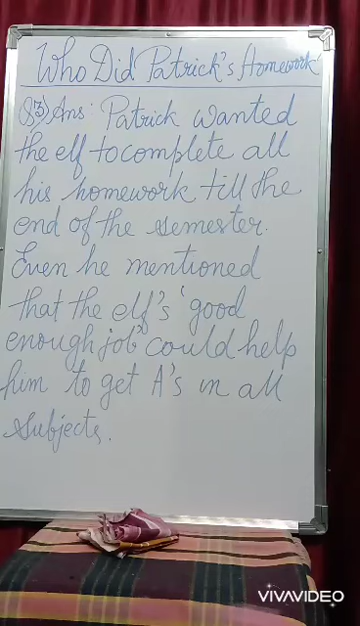 Who Did Patrick's Homework
Q3) Ans: Patrick wanted
the elf to complete all
his homework till the
end of the semester.
Even he mentioned
that the elf's 'good
enough job' could help
him to get A's in all
subjects.
VIVAVIDEO